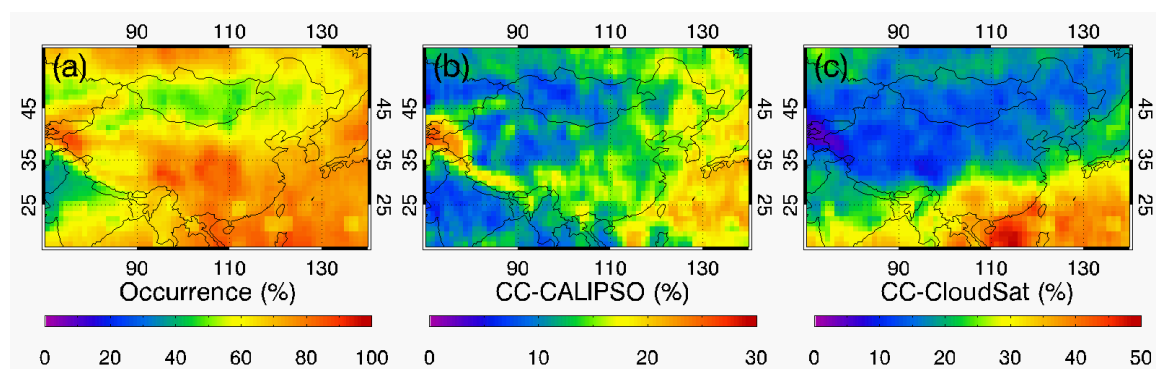 90 110 130 90 110 130 90 110 130
(a) (b) (c)
45 45 45 45 45 45
35 35 35 35 35 35
25 25 25 25 25 25
90 110 130 90 110 130 90 110 130
Occurrence (%) CC-CALIPSO (%) CC-CloudSat (%)
0 20 40 60 80 100 0 10 20 30 0 10 20 30 40 50